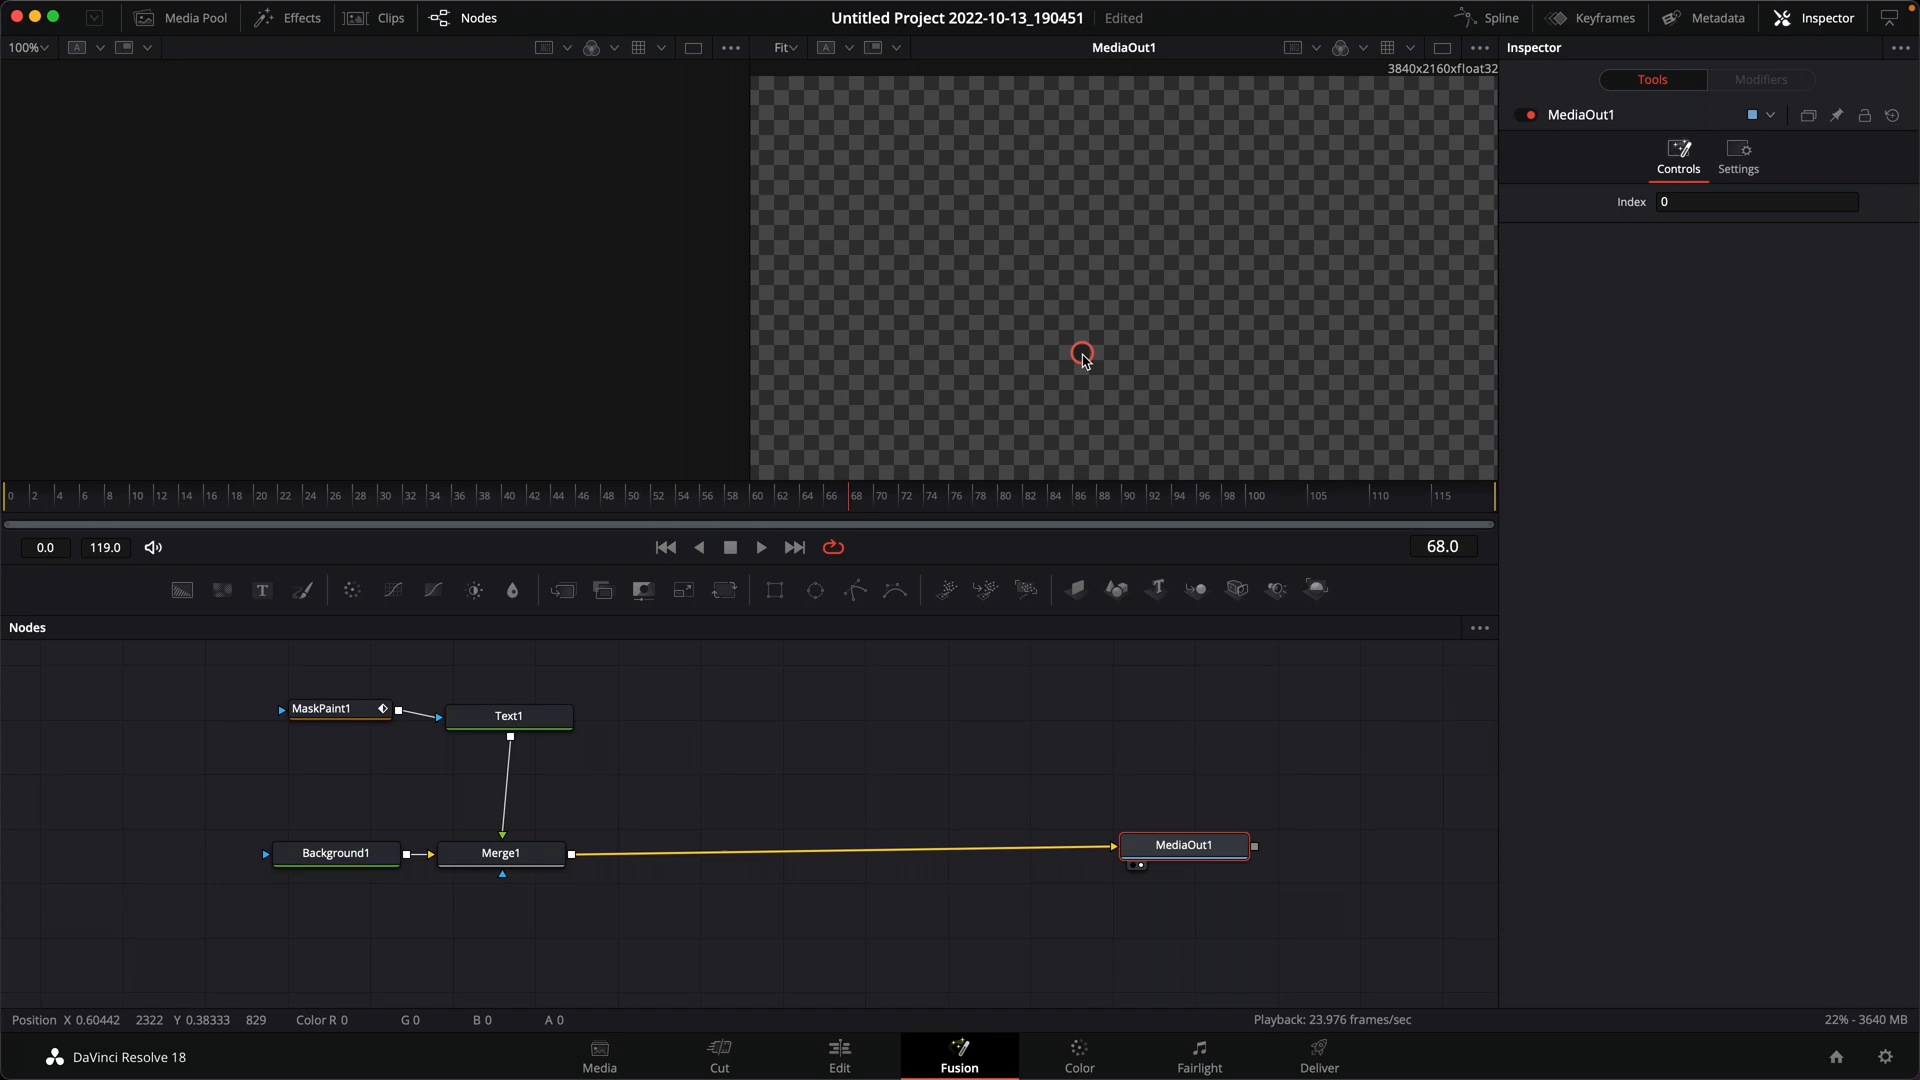 Media Pool
Effects
Clips
Nodes
Untitled Project 2022-10-13_190451
Edited
Spline
Keyframes
Metadata
Inspector
100%
A
Fit
A
MediaOut1
Inspector
3840x2160xfloat32
Tools
Modifiers
MediaOut1
Controls
Settings
Index
0
0 2 4 6 8 10 12 14 16 18 20 22 24 26 28 30 32 34 36 38 40 42 44 46 48 50 52 54 56 58 60 62 64 66 68 70 72 74 76 78 80 82 84 86 88 90 92 94 96 98 100 105 110 115
0.0
119.0
68.0
T
T
Nodes
MaskPaint1
Text1
Background1
Merge1
MediaOut1
Position X 0.60442 2322 Y 0.38333 829 Color R 0 G 0 B 0 A 0
Playback: 23.976 frames/sec
22% - 3640 MB
DaVinci Resolve 18
Media
Cut
Edit
Fusion
Color
Fairlight
Deliver